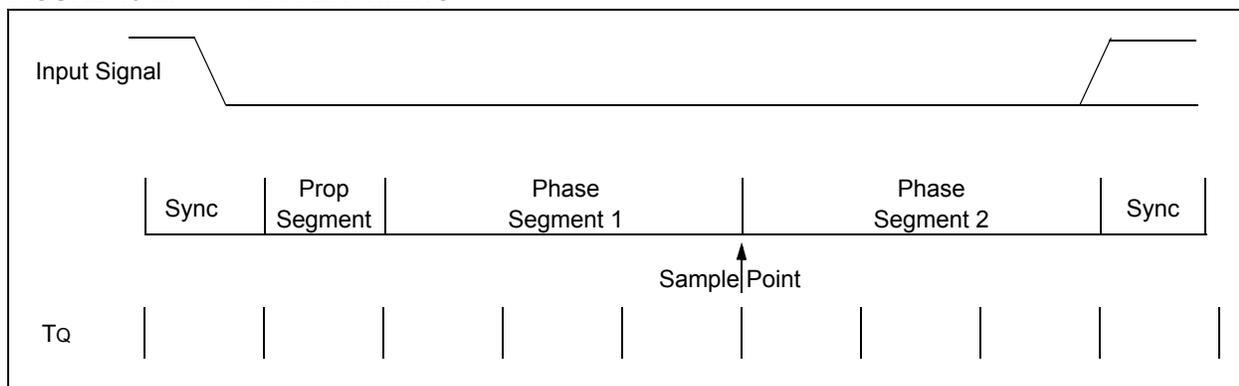 Input Signal
Sync
Prop
Segment
Phase
Segment 1
Phase
Segment 2
Sync
Sample Point
TQ